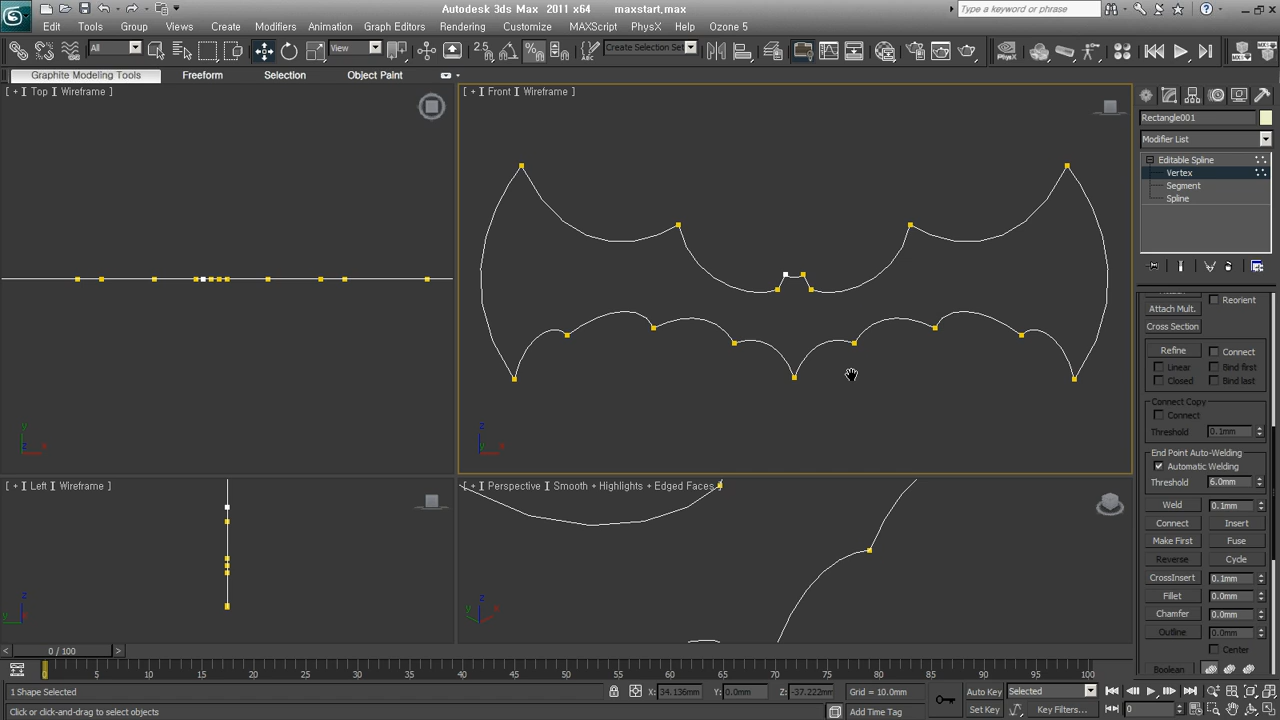 Autodesk 3ds Max  2011 x64      maxstart.max
Type a keyword or phrase
Edit Tools Group Views Create Modifiers Animation Graph Editors Rendering Customize MAXScript PhysX Ozone 5
All View 2.5 Create Selection Set PhysX
Graphite Modeling Tools Freeform Selection Object Paint
[ + ] Top ] Wireframe ]
[ + ] Front ] Wireframe ]
[ + ] Left ] Wireframe ]
[ + ] Perspective ] Smooth + Highlights + Edged Faces ]
Rectangle001
Modifier List
Editable Spline
Vertex
Segment
Spline
Reorient
Attach Mult.
Cross Section
Refine Connect
Linear Bind first
Closed Bind last
Connect Copy
Connect
Threshold 0.1mm
End Point Auto-Welding
Automatic Welding
Threshold 6.0mm
Weld 0.1mm
Connect Insert
Make First Fuse
Reverse Cycle
CrossInsert 0.1mm
Fillet 0.0mm
Chamfer 0.0mm
Outline 0.0mm
Center
Boolean
< 0 / 100 >
0 5 10 15 20 25 30 35 40 45 50 55 60 65 70 75 80 85 90 95 100
1 Shape Selected X: 34.136mm Y: 0.0mm Z: -37.222mm Grid = 10.0mm Auto Key Selected
Click or click-and-drag to select objects Add Time Tag Set Key Key Filters... 0